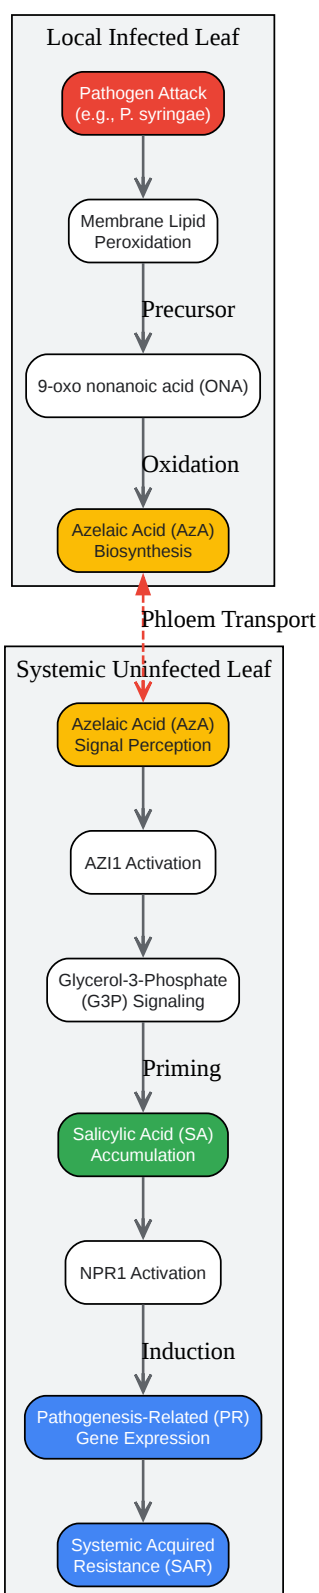 Local Infected Leaf
Pathogen Attack
(e.g., P. syringae)
Membrane Lipid
Peroxidation
Precursor
9-oxo nonanoic acid (ONA)
Oxidation
Azelaic Acid (AzA)
Biosynthesis
Phloem Transport
Systemic Uninfected Leaf
Azelaic Acid (AzA)
Signal Perception
AZI1 Activation
Glycerol-3-Phosphate
(G3P) Signaling
Priming
Salicylic Acid (SA)
Accumulation
NPR1 Activation
Induction
Pathogenesis-Related (PR)
Gene Expression
Systemic Acquired
Resistance (SAR)